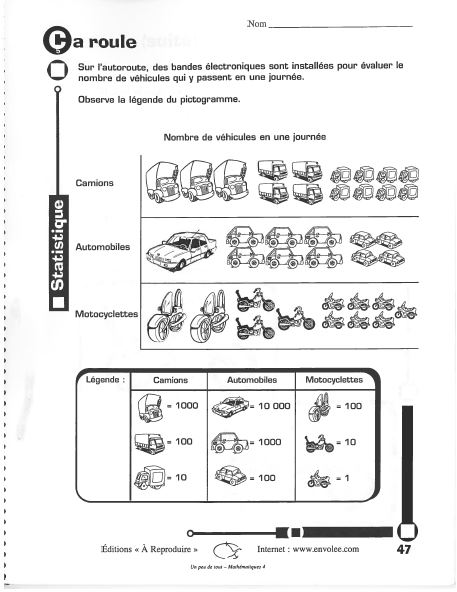 Nom
Ça roule
Sur l'autoroute, des bandes électroniques sont installées pour évaluer le
nombre de véhicules qui y passent en une journée.
Observe la légende du pictogramme.
Nombre de véhicules en une journée
Camions
Automobiles
Motocyclettes
Statistique
Légende : Camions Automobiles Motocyclettes
= 1000 = 10 000 = 100
= 100 = 1000 = 10
= 10 = 100 = 1
Éditions « À Reproduire » Internet : www.envolee.com 47
Un peu de tout – Mathématiques 4